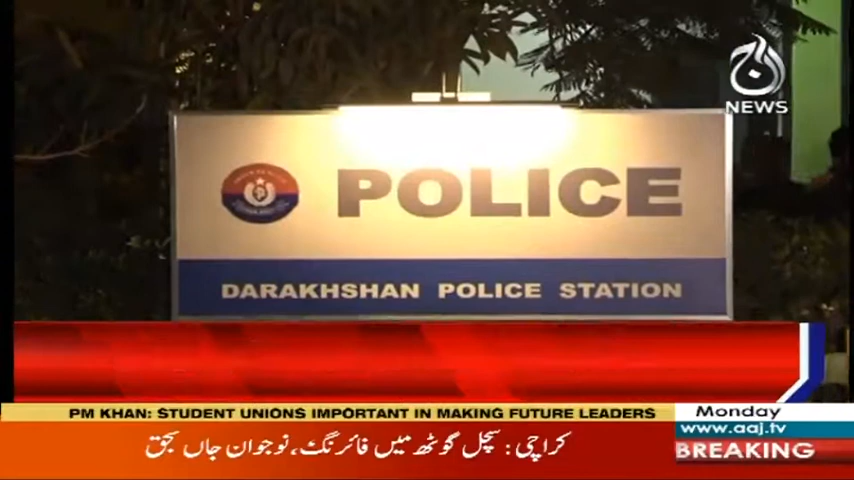 آج
NEWS
POLICE
DARAKHSHAN POLICE STATION
PM KHAN: STUDENT UNIONS IMPORTANT IN MAKING FUTURE LEADERS
Monday
www.aaj.tv
BREAKING
کراچی: سچل گوٹھ میں فائرنگ، نوجوان جاں بحق